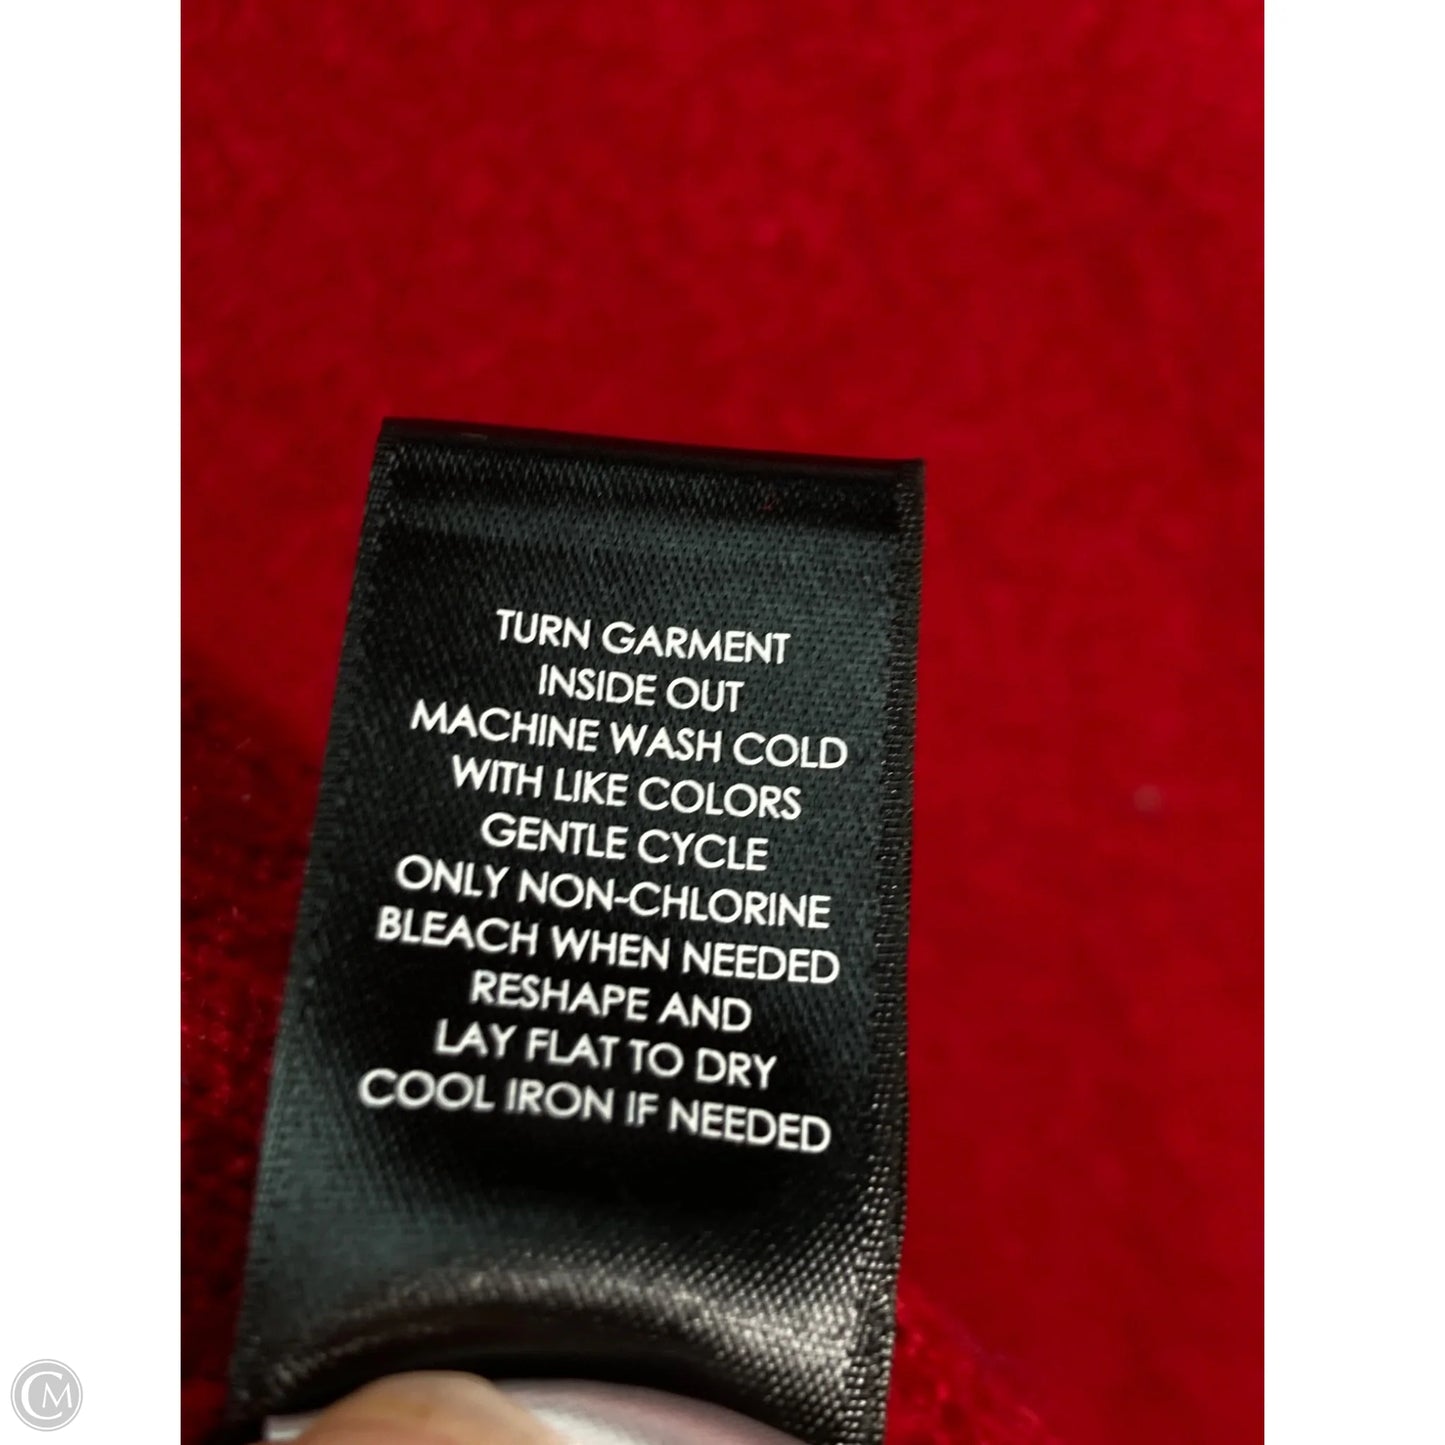 TURN GARMENT
INSIDE OUT
MACHINE WASH COLD
WITH LIKE COLORS
GENTLE CYCLE
ONLY NON-CHLORINE
BLEACH WHEN NEEDED
RESHAPE AND
LAY FLAT TO DRY
COOL IRON IF NEEDED
CM